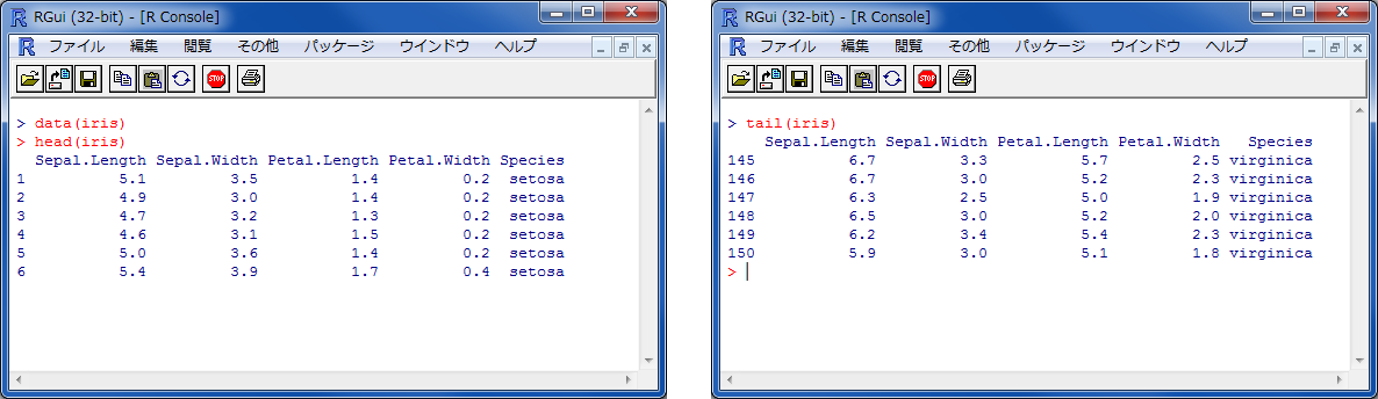 RGui (32-bit) - [R Console]
ファイル 編集 閲覧 その他 パッケージ ウインドウ ヘルプ
STOP
> data(iris)
> head(iris)
  Sepal.Length Sepal.Width Petal.Length Petal.Width Species
1          5.1         3.5          1.4         0.2  setosa
2          4.9         3.0          1.4         0.2  setosa
3          4.7         3.2          1.3         0.2  setosa
4          4.6         3.1          1.5         0.2  setosa
5          5.0         3.6          1.4         0.2  setosa
6          5.4         3.9          1.7         0.4  setosa
RGui (32-bit) - [R Console]
ファイル 編集 閲覧 その他 パッケージ ウインドウ ヘルプ
STOP
> tail(iris)
    Sepal.Length Sepal.Width Petal.Length Petal.Width   Species
145          6.7         3.3          5.7         2.5 virginica
146          6.7         3.0          5.2         2.3 virginica
147          6.3         2.5          5.0         1.9 virginica
148          6.5         3.0          5.2         2.0 virginica
149          6.2         3.4          5.4         2.3 virginica
150          5.9         3.0          5.1         1.8 virginica
>